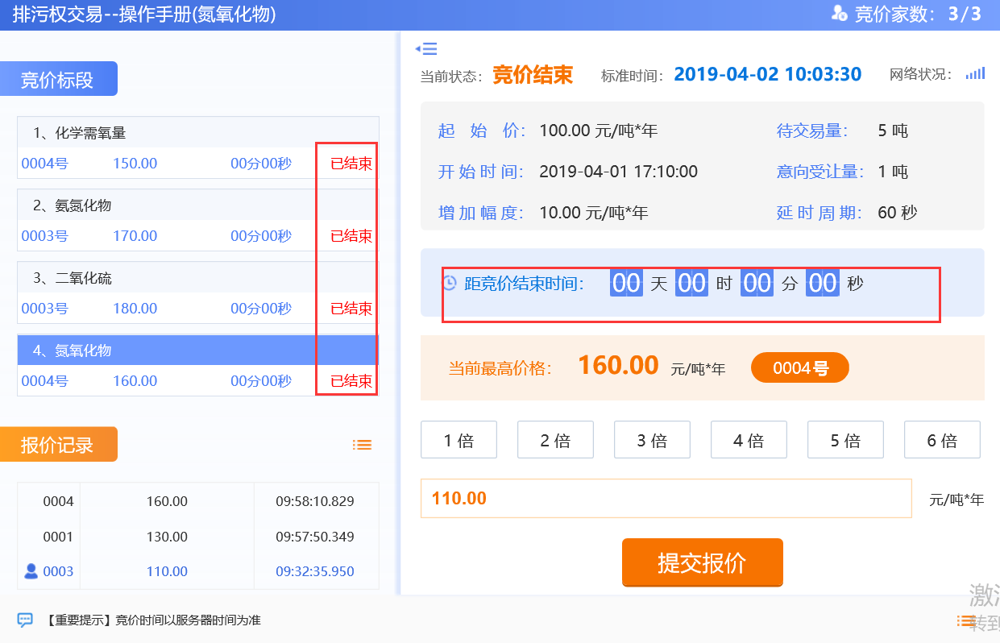 排污权交易--操作手册(氮氧化物)
竞价家数： 3/3
竞价标段
1、化学需氧量
0004号 150.00 00分00秒 已结束
2、氨氮化物
0003号 170.00 00分00秒 已结束
3、二氧化硫
0003号 180.00 00分00秒 已结束
4、氮氧化物
0004号 160.00 00分00秒 已结束
报价记录
0004 160.00 09:58:10.829
0001 130.00 09:57:50.349
0003 110.00 09:32:35.950
当前状态： 竞价结束 标准时间： 2019-04-02 10:03:30 网络状况：
起 始 价： 100.00 元/吨*年 待交易量： 5 吨
开始时间： 2019-04-01 17:10:00 意向受让量： 1 吨
增加幅度： 10.00 元/吨*年 延时周期： 60 秒
距竞价结束时间： 00 天 00 时 00 分 00 秒
当前最高价格： 160.00 元/吨*年 0004号
1 倍 2 倍 3 倍 4 倍 5 倍 6 倍
110.00 元/吨*年
提交报价
【重要提示】竞价时间以服务器时间为准
激
转到